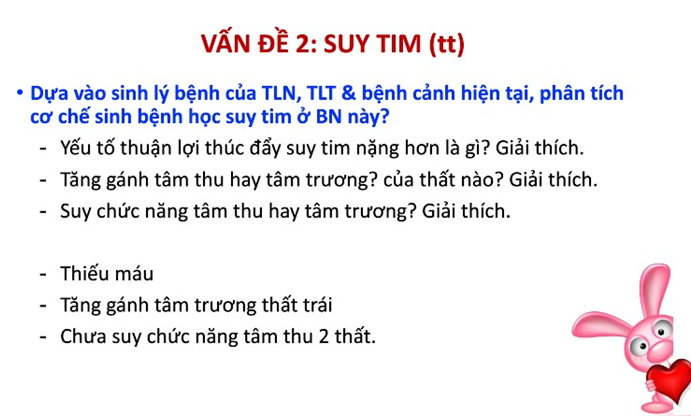 VẤN ĐỀ 2: SUY TIM (tt)
• Dựa vào sinh lý bệnh của TLN, TLT & bệnh cảnh hiện tại, phân tích
cơ chế sinh bệnh học suy tim ở BN này?
- Yếu tố thuận lợi thúc đẩy suy tim nặng hơn là gì? Giải thích.
- Tăng gánh tâm thu hay tâm trương? của thất nào? Giải thích.
- Suy chức năng tâm thu hay tâm trương? Giải thích.
- Thiếu máu
- Tăng gánh tâm trương thất trái
- Chưa suy chức năng tâm thu 2 thất.